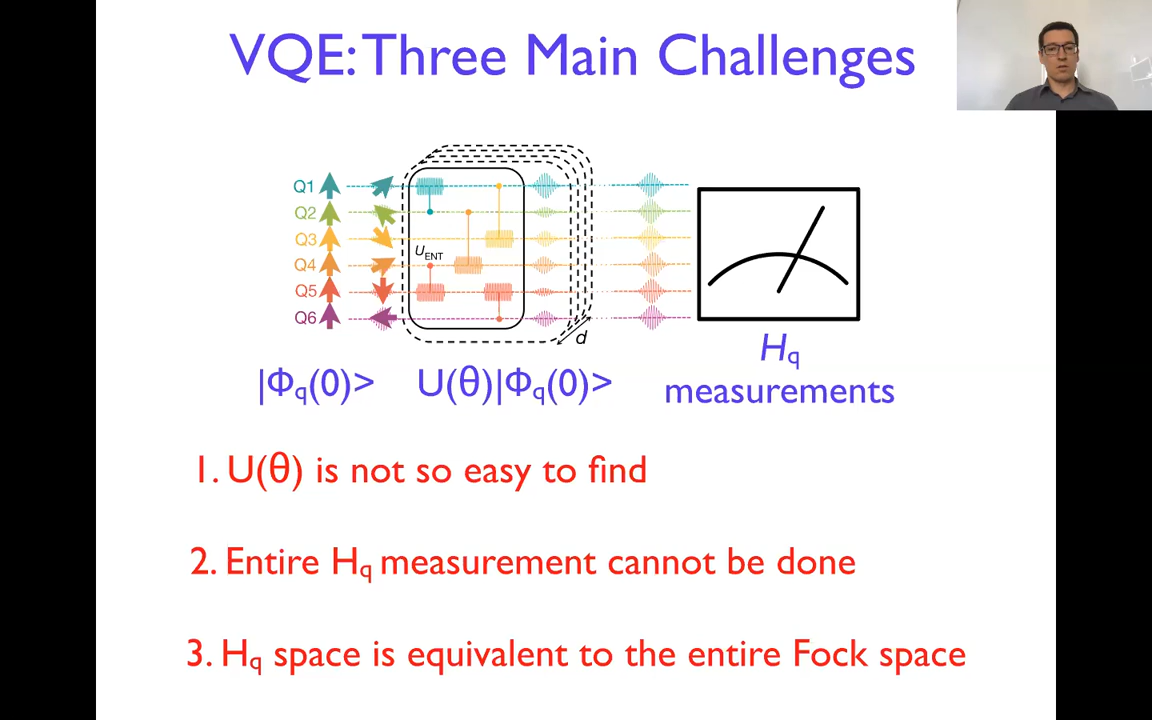 VQE: Three Main Challenges
Q1
Q2
Q3
Q4
Q5
Q6
U_ENT
d
|Φ_q(0)>
U(θ)|Φ_q(0)>
H_q
measurements
1. U(θ) is not so easy to find
2. Entire H_q measurement cannot be done
3. H_q space is equivalent to the entire Fock space